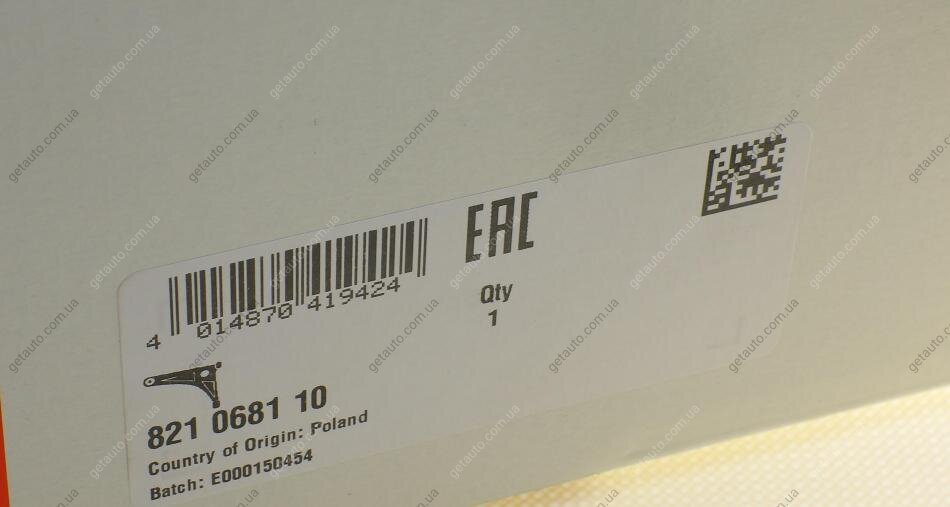 EAC
4 014870 419424
Qty
1
821 0681 10
Country of Origin: Poland
Batch: E000150454
getauto.com.ua